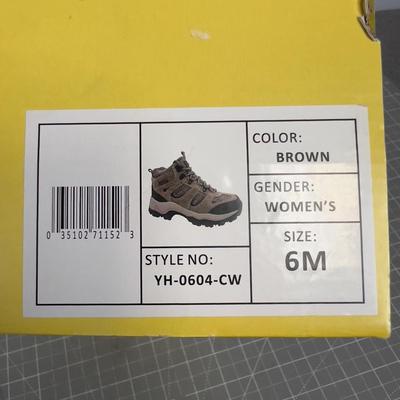 0 35102 71152 3
STYLE NO:
YH-0604-CW
COLOR:
BROWN
GENDER:
WOMEN'S
SIZE:
6M